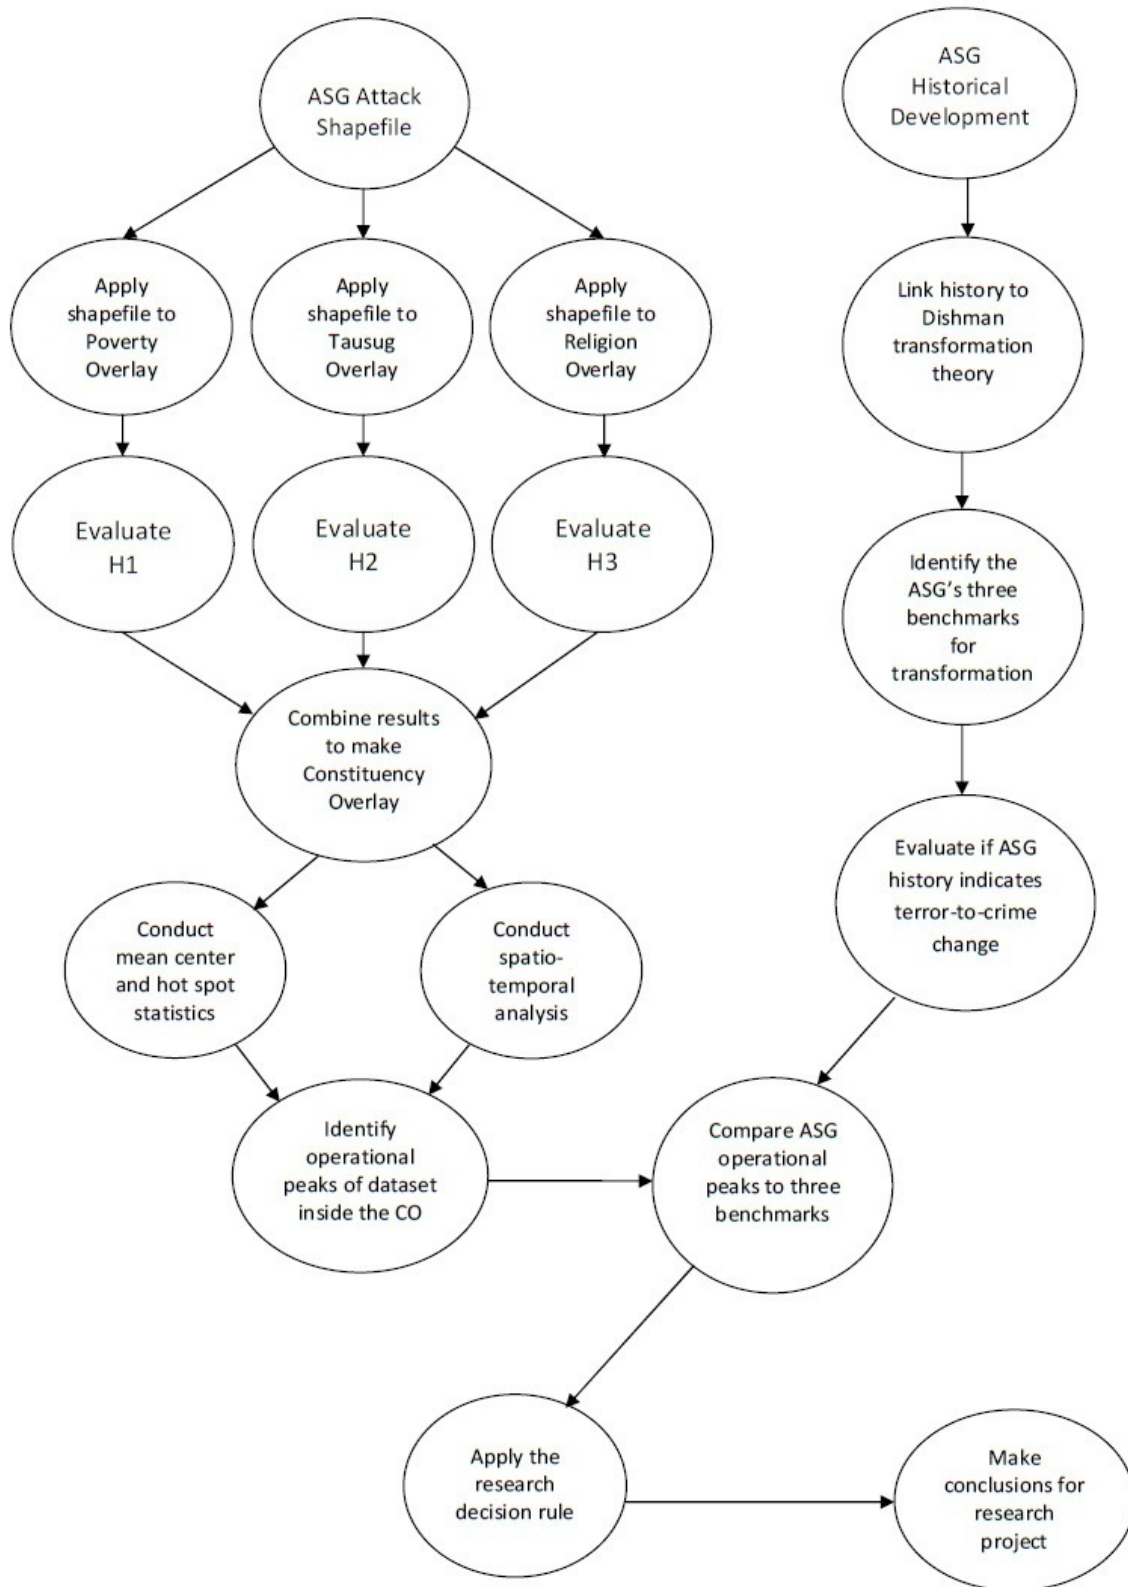 ASG Attack
Shapefile
ASG
Historical
Development
Apply
shapefile to
Poverty
Overlay
Apply
shapefile to
Tausug
Overlay
Apply
shapefile to
Religion
Overlay
Link history to
Dishman
transformation
theory
Evaluate
H1
Evaluate
H2
Evaluate
H3
Identify the
ASG’s three
benchmarks
for
transformation
Combine results
to make
Constituency
Overlay
Evaluate if ASG
history indicates
terror-to-crime
change
Conduct
mean center
and hot spot
statistics
Conduct
spatio-
temporal
analysis
Identify
operational
peaks of dataset
inside the CO
Compare ASG
operational
peaks to three
benchmarks
Apply the
research
decision rule
Make
conclusions for
research
project